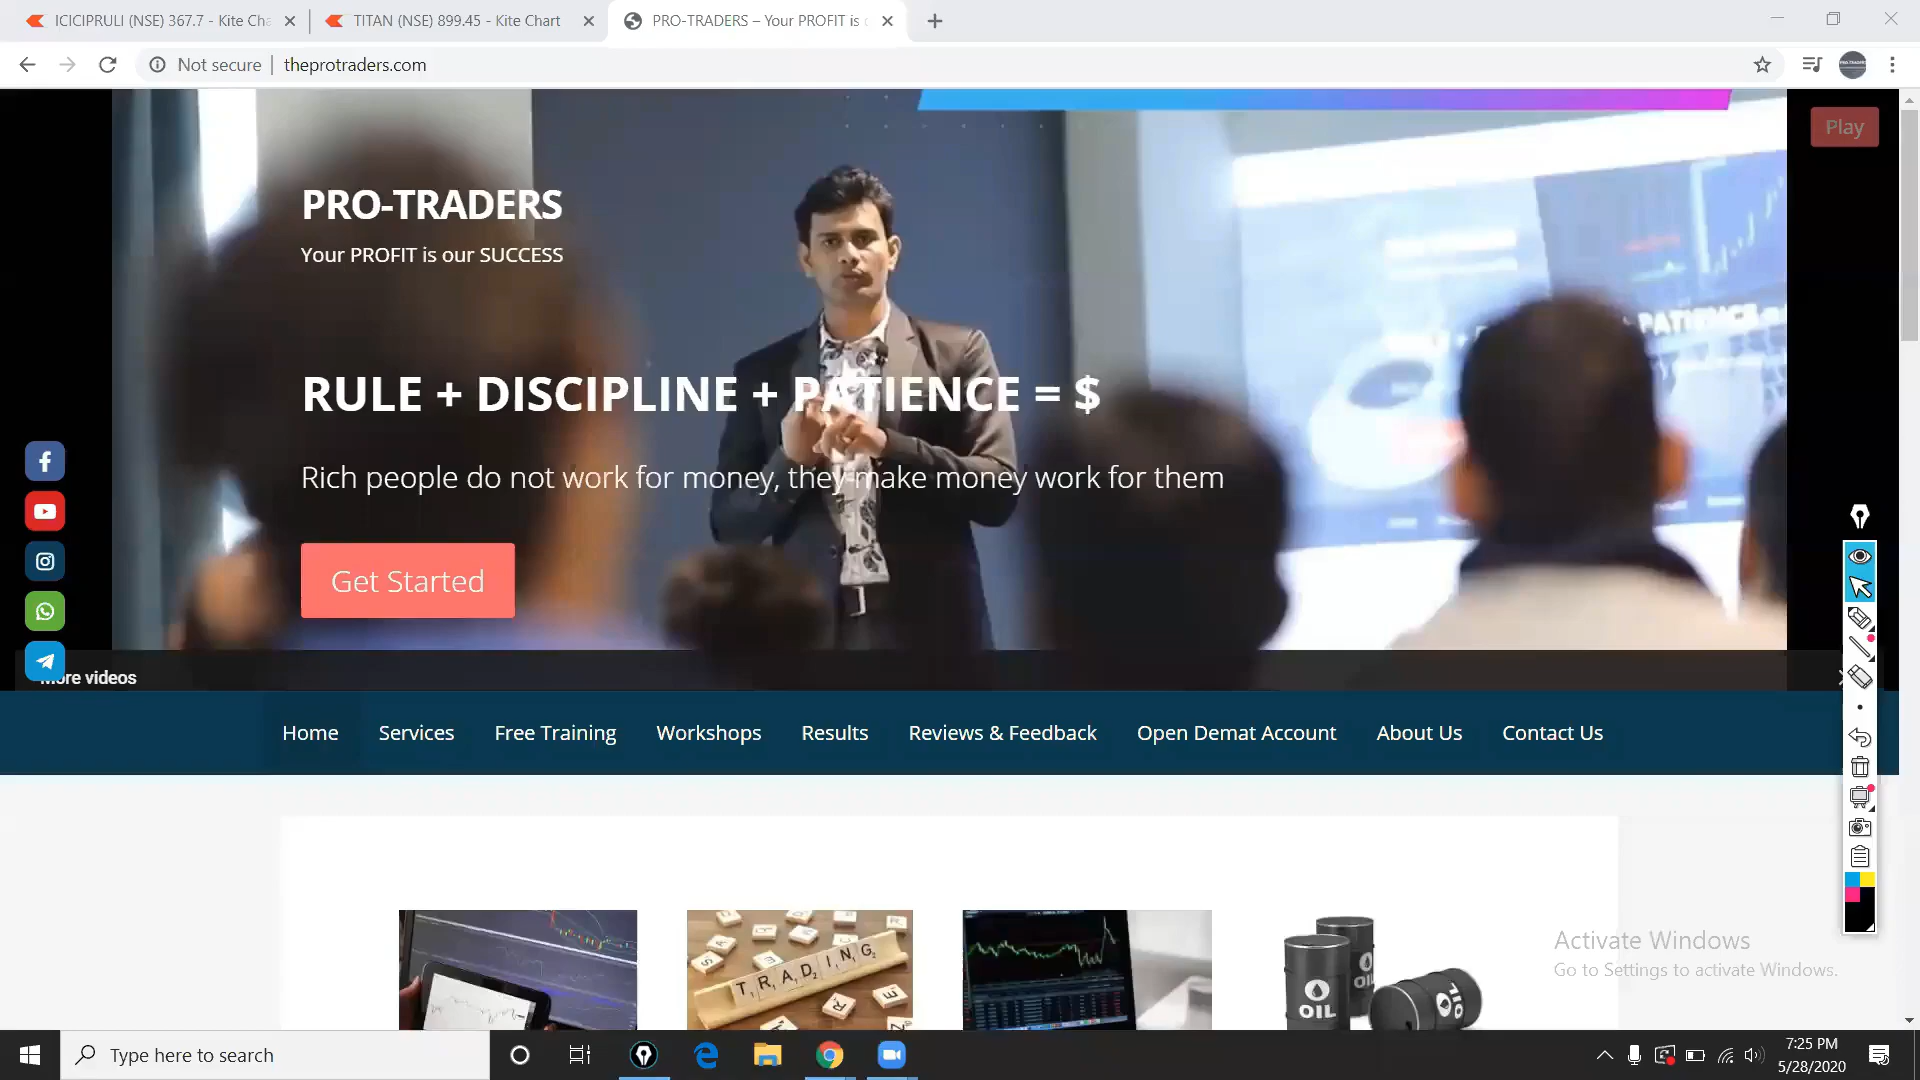 ICICIPRULI (NSE) 367.7 - Kite Cha
TITAN (NSE) 899.45 - Kite Chart
PRO-TRADERS – Your PROFIT is
Not secure
theprotraders.com
Play
PRO-TRADERS
Your PROFIT is our SUCCESS
PATIENCE =
RULE + DISCIPLINE + PATIENCE = $
Rich people do not work for money, they make money work for them
Get Started
More videos
Home
Services
Free Training
Workshops
Results
Reviews & Feedback
Open Demat Account
About Us
Contact Us
TRADING
OIL
OIL
OIL
Activate Windows
Go to Settings to activate Windows.
Type here to search
7:25 PM
5/28/2020